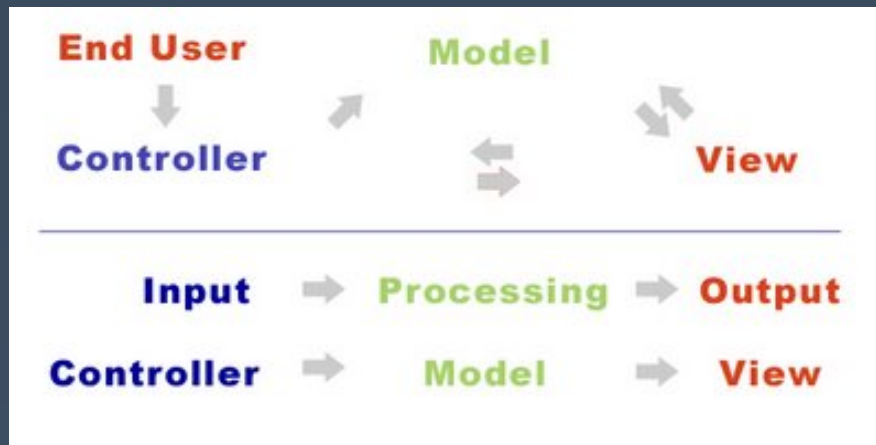 End User Model
Controller View
Input Processing Output
Controller Model View